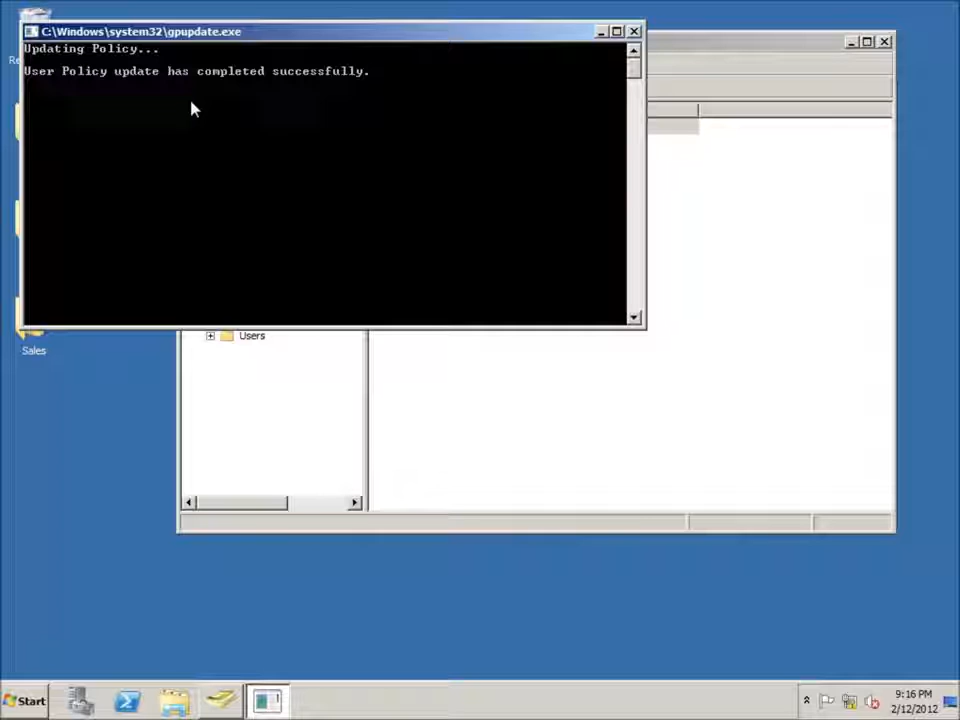 C:\Windows\system32\gpupdate.exe
Updating Policy...
User Policy update has completed successfully.
Users
Sales
Start
9:16 PM
2/12/2012